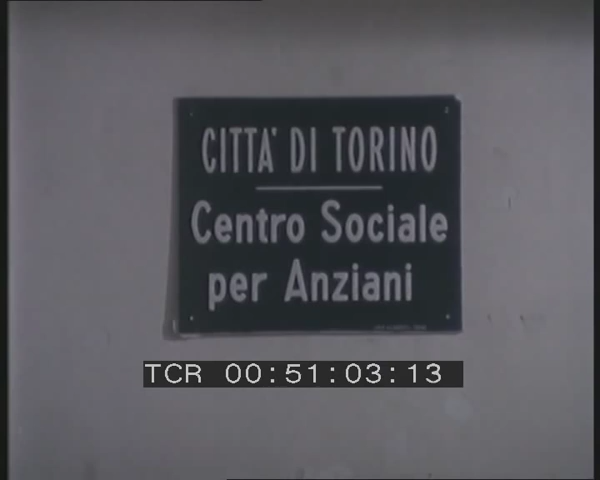 CITTA' DI TORINO
Centro Sociale
per Anziani
TCR 00:51:03:13